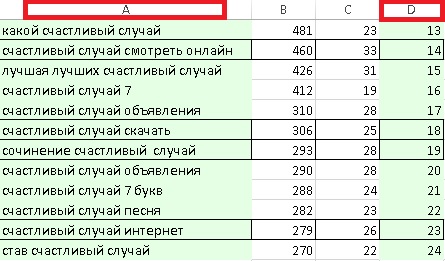 A B C D
какой счастливый случай 481 23 13
счастливый случай смотреть онлайн 460 33 14
лучшая лучших счастливый случай 426 31 15
счастливый случай 7 412 19 16
счастливый случай объявления 310 28 17
счастливый случай скачать 306 25 18
сочинение счастливый  случай 293 28 19
счастливый случай объявления 290 28 20
счастливый случай 7 букв 288 24 21
счастливый случай песня 282 23 22
счастливый случай интернет 279 26 23
став счастливый случай 270 22 24